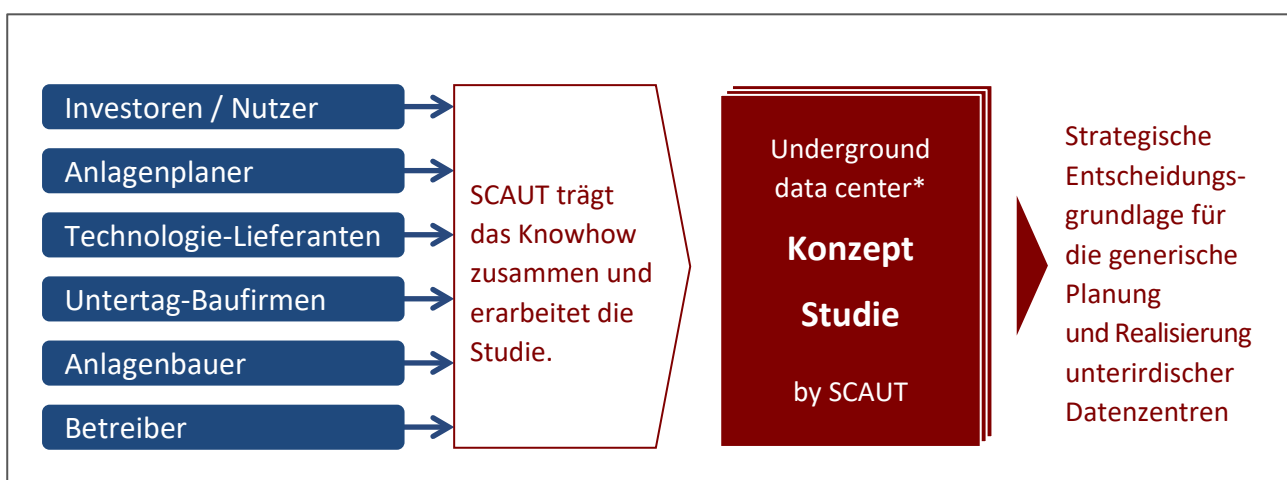 Investoren / Nutzer
Anlagenplaner
Technologie-Lieferanten
Untertag-Baufirmen
Anlagenbauer
Betreiber
SCAUT trägt
das Knowhow
zusammen und
erarbeitet die
Studie.
Underground
data center*
Konzept
Studie
by SCAUT
Strategische
Entscheidungs-
grundlage für
die generische
Planung
und Realisierung
unterirdischer
Datenzentren